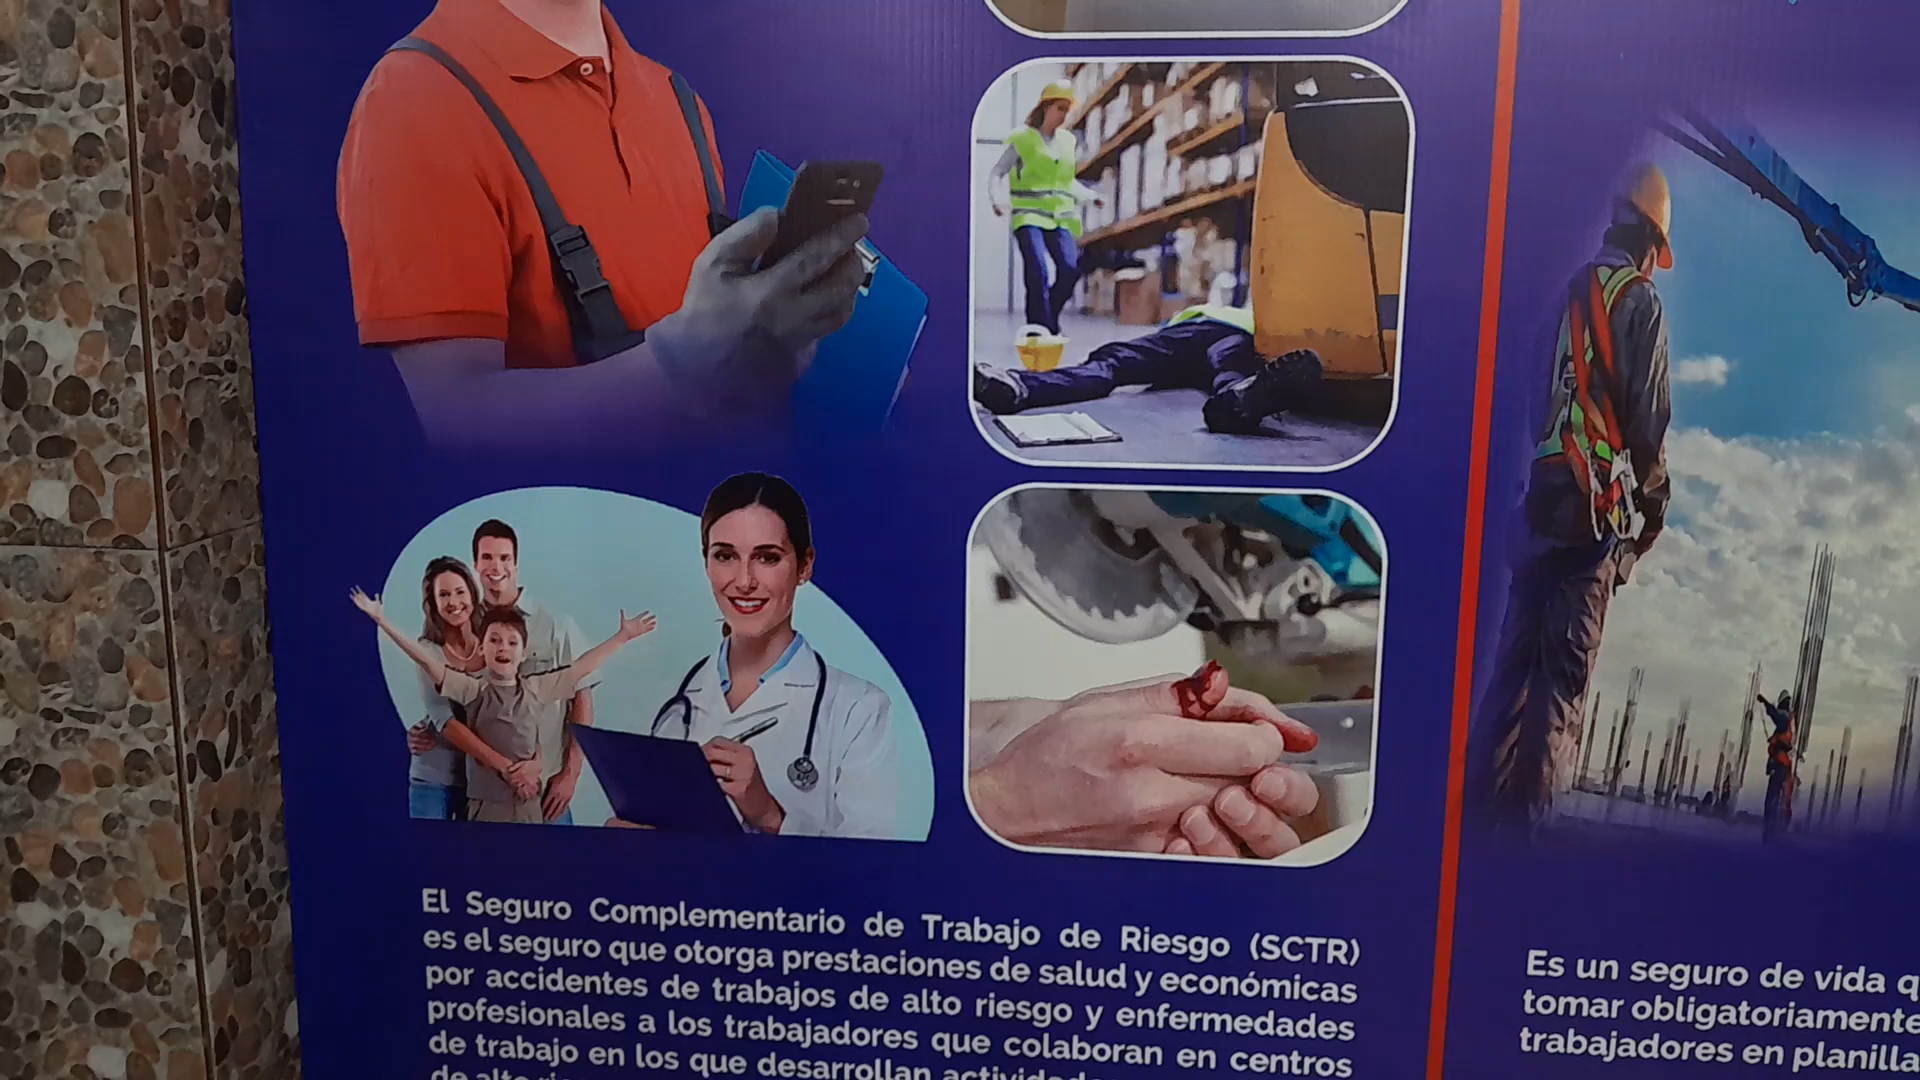 El Seguro Complementario de Trabajo de Riesgo (SCTR)
es el seguro que otorga prestaciones de salud y económicas
por accidentes de trabajos de alto riesgo y enfermedades
profesionales a los trabajadores que colaboran en centros
de trabajo en los que desarrollan
de alto
Es un seguro de vida
tomar obligatoriamente
trabajadores en planilla